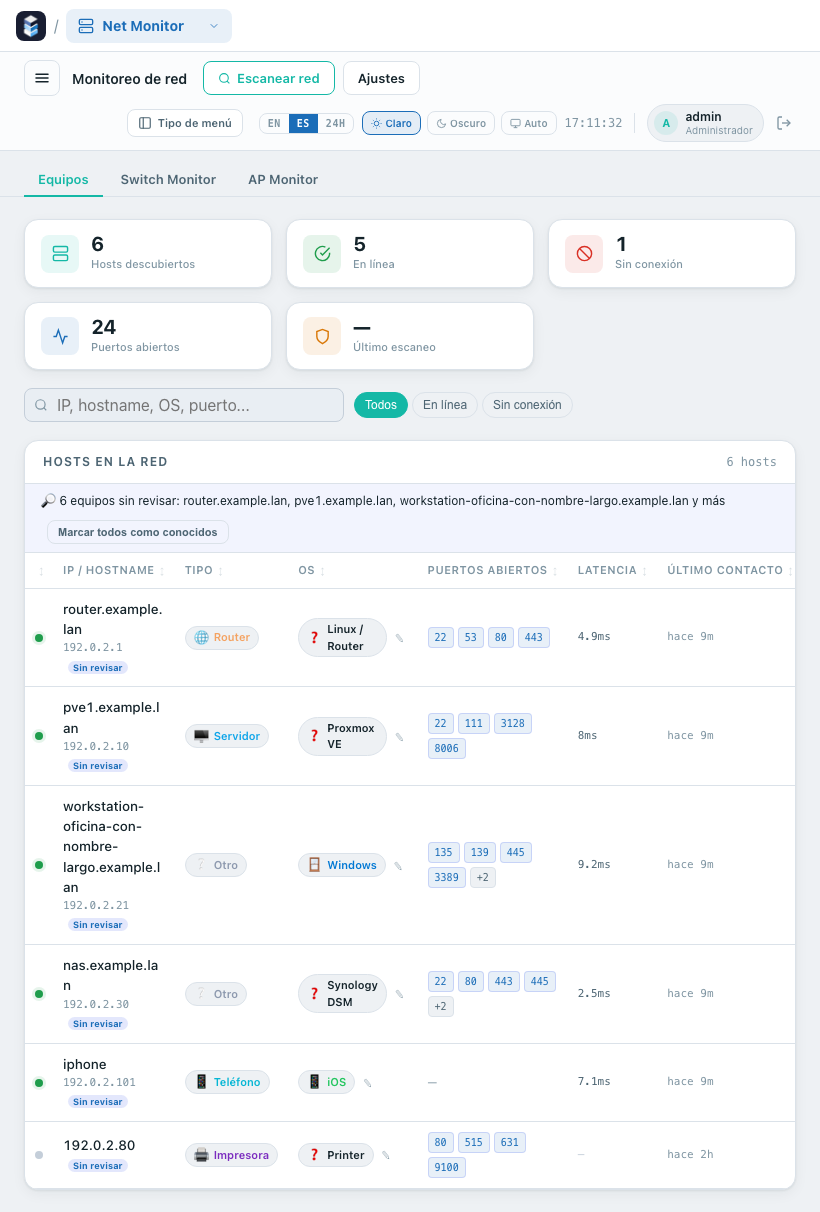 / Net Monitor
Monitoreo de red
Escanear red
Ajustes
Tipo de menú
EN ES 24H
Claro
Oscuro
Auto
17:11:32
A
admin
Administrador
Equipos
Switch Monitor
AP Monitor
6
Hosts descubiertos
5
En línea
1
Sin conexión
24
Puertos abiertos
—
Último escaneo
IP, hostname, OS, puerto...
Todos
En línea
Sin conexión
HOSTS EN LA RED
6 hosts
6 equipos sin revisar: router.example.lan, pve1.example.lan, workstation-oficina-con-nombre-largo.example.lan y más
Marcar todos como conocidos
IP / HOSTNAME TIPO OS PUERTOS ABIERTOS LATENCIA ÚLTIMO CONTACTO
router.example.
lan
192.0.2.1
Sin revisar
Router
? Linux /
Router
22 53 80 443
4.9ms
hace 9m
pve1.example.l
an
192.0.2.10
Sin revisar
Servidor
? Proxmox
VE
22 111 3128
8006
8ms
hace 9m
workstation-
oficina-con-
nombre-
largo.example.l
an
192.0.2.21
Sin revisar
? Otro
Windows
135 139 445
3389 +2
9.2ms
hace 9m
nas.example.la
n
192.0.2.30
Sin revisar
? Otro
? Synology
DSM
22 80 443 445
+2
2.5ms
hace 9m
iphone
192.0.2.101
Sin revisar
Teléfono
iOS
—
7.1ms
hace 9m
192.0.2.80
Sin revisar
Impresora
? Printer
80 515 631
9100
—
hace 2h